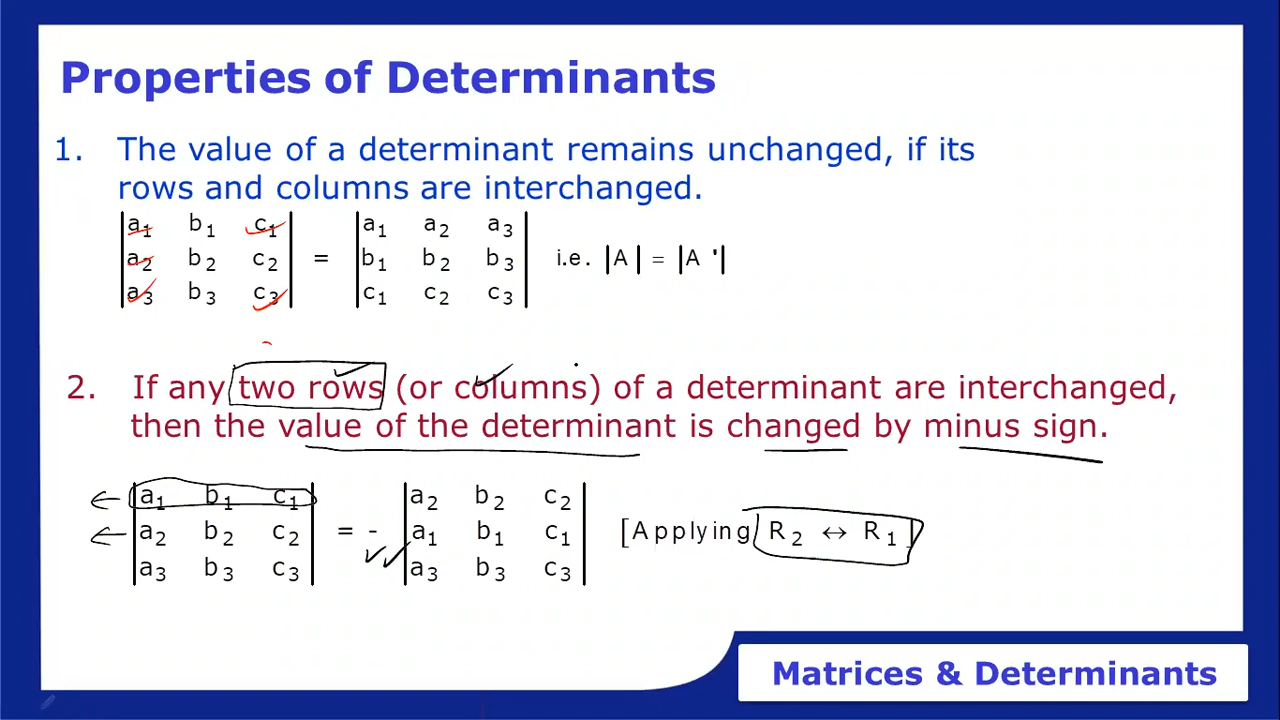 Properties of Determinants
1. The value of a determinant remains unchanged, if its
rows and columns are interchanged.
|a₁ b₁ c₁| |a₁ a₂ a₃|
|a₂ b₂ c₂| = |b₁ b₂ b₃| i.e. |A| = |A '|
|a₃ b₃ c₃| |c₁ c₂ c₃|
2. If any two rows (or columns) of a determinant are interchanged,
then the value of the determinant is changed by minus sign.
← |a₁ b₁ c₁| |a₂ b₂ c₂|
← |a₂ b₂ c₂| = - |a₁ b₁ c₁| [Applying R₂ ↔ R₁]
|a₃ b₃ c₃| |a₃ b₃ c₃|
Matrices & Determinants